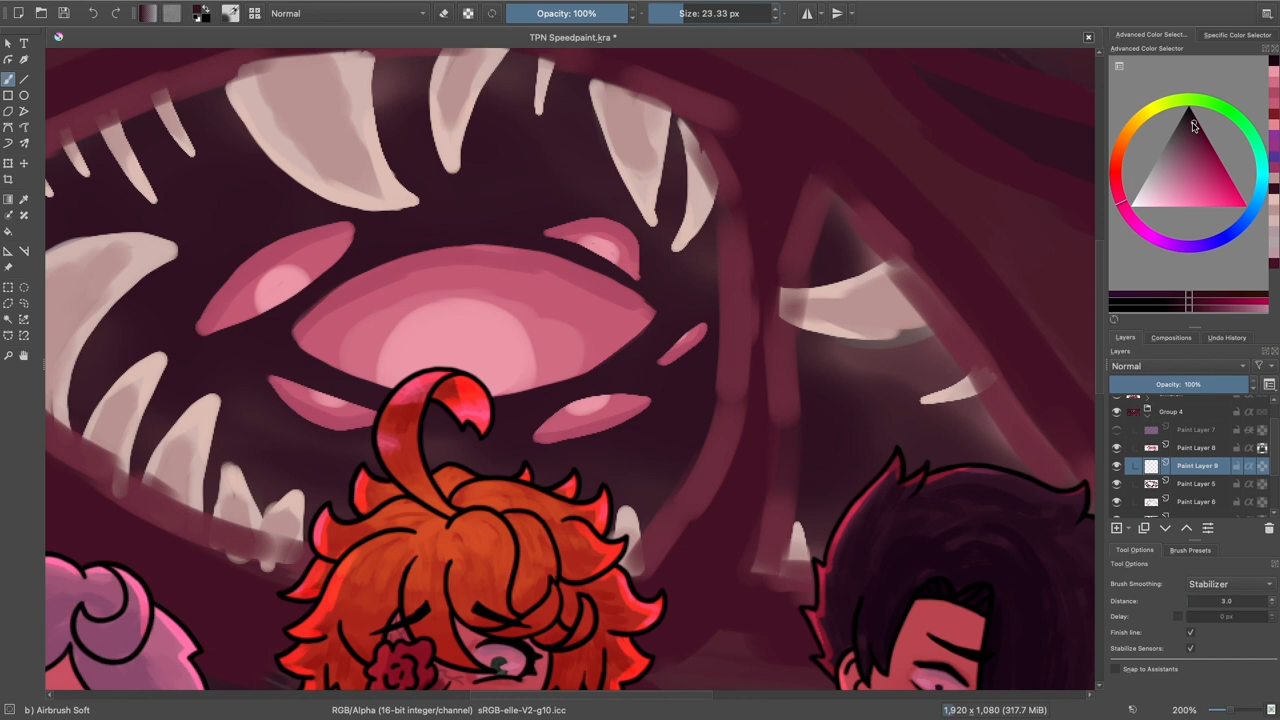 Normal
Opacity: 100%
Size: 23.33 px
TPN Speedpaint.kra *
Advanced Color Select...
Specific Color Selector
Advanced Color Selector
Layers
Compositions
Undo History
Layers
Normal
Opacity: 100%
Group 4
Paint Layer 7
Paint Layer 8
Paint Layer 9
Paint Layer 5
Paint Layer 6
Tool Options
Brush Presets
Tool Options
Brush Smoothing:
Stabilizer
Distance:
3.0
Delay:
0 px
Finish line:
Stabilize Sensors:
Snap to Assistants
b) Airbrush Soft
RGB/Alpha (16-bit integer/channel) sRGB-elle-V2-g10.icc
1,920 x 1,080 (317.7 MiB)
200%